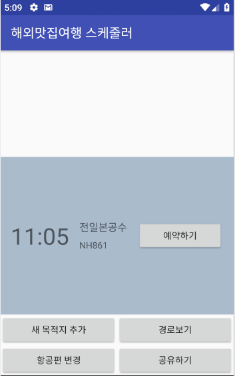 5:09
해외맛집여행 스케줄러
11:05
전일본공수
NH861
예약하기
새 목적지 추가
경로보기
항공편 변경
공유하기